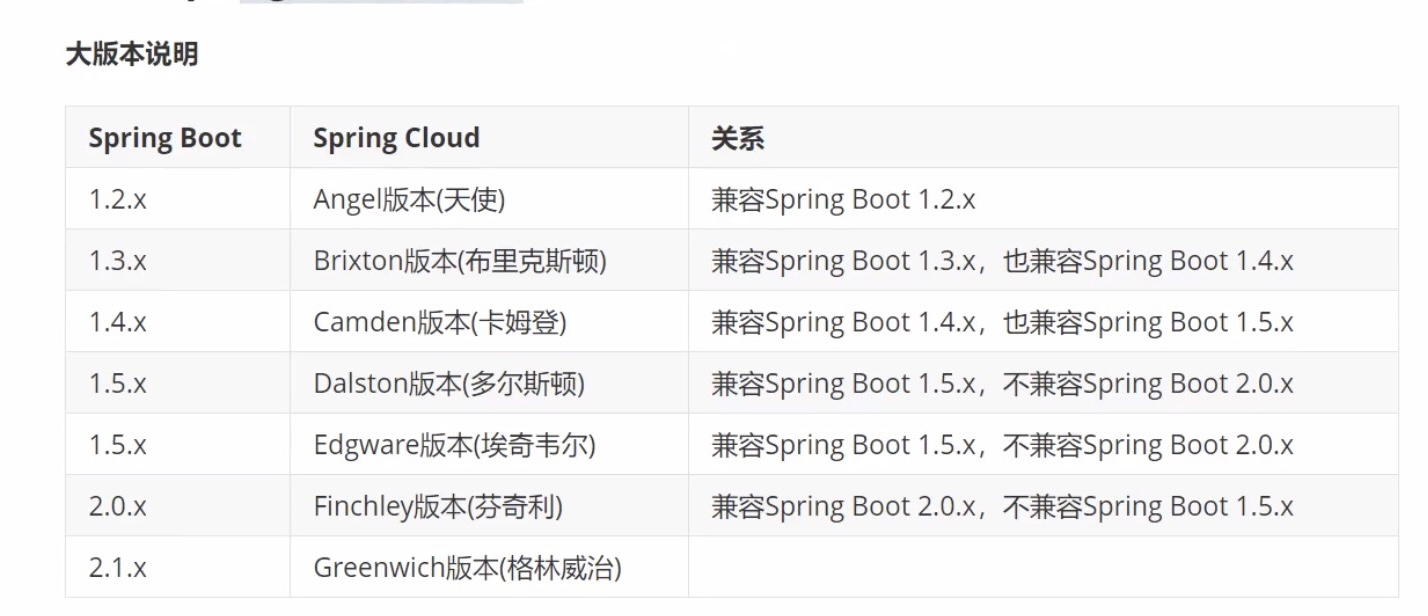 大版本说明
Spring Boot Spring Cloud 关系
1.2.x Angel版本(天使) 兼容Spring Boot 1.2.x
1.3.x Brixton版本(布里克斯顿) 兼容Spring Boot 1.3.x，也兼容Spring Boot 1.4.x
1.4.x Camden版本(卡姆登) 兼容Spring Boot 1.4.x，也兼容Spring Boot 1.5.x
1.5.x Dalston版本(多尔斯顿) 兼容Spring Boot 1.5.x，不兼容Spring Boot 2.0.x
1.5.x Edgware版本(埃奇韦尔) 兼容Spring Boot 1.5.x，不兼容Spring Boot 2.0.x
2.0.x Finchley版本(芬奇利) 兼容Spring Boot 2.0.x，不兼容Spring Boot 1.5.x
2.1.x Greenwich版本(格林威治)